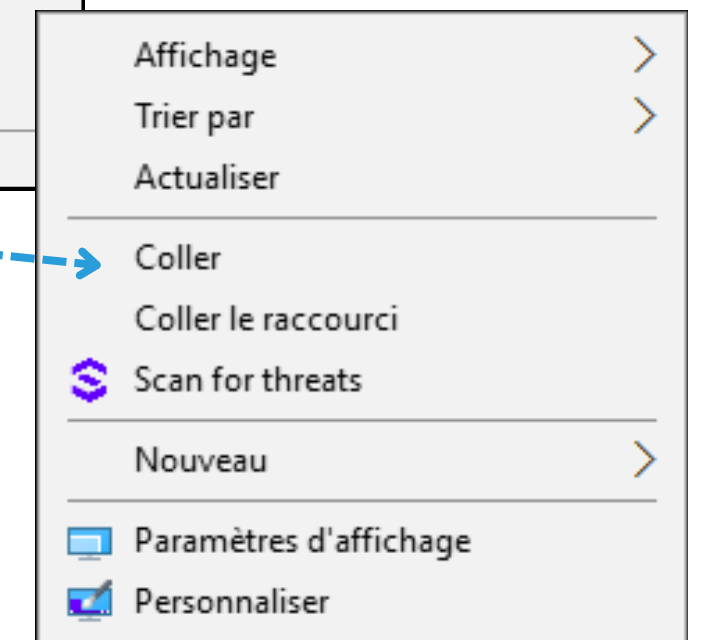 Affichage
Trier par
Actualiser
Coller
Coller le raccourci
Scan for threats
Nouveau
Paramètres d'affichage
Personnaliser